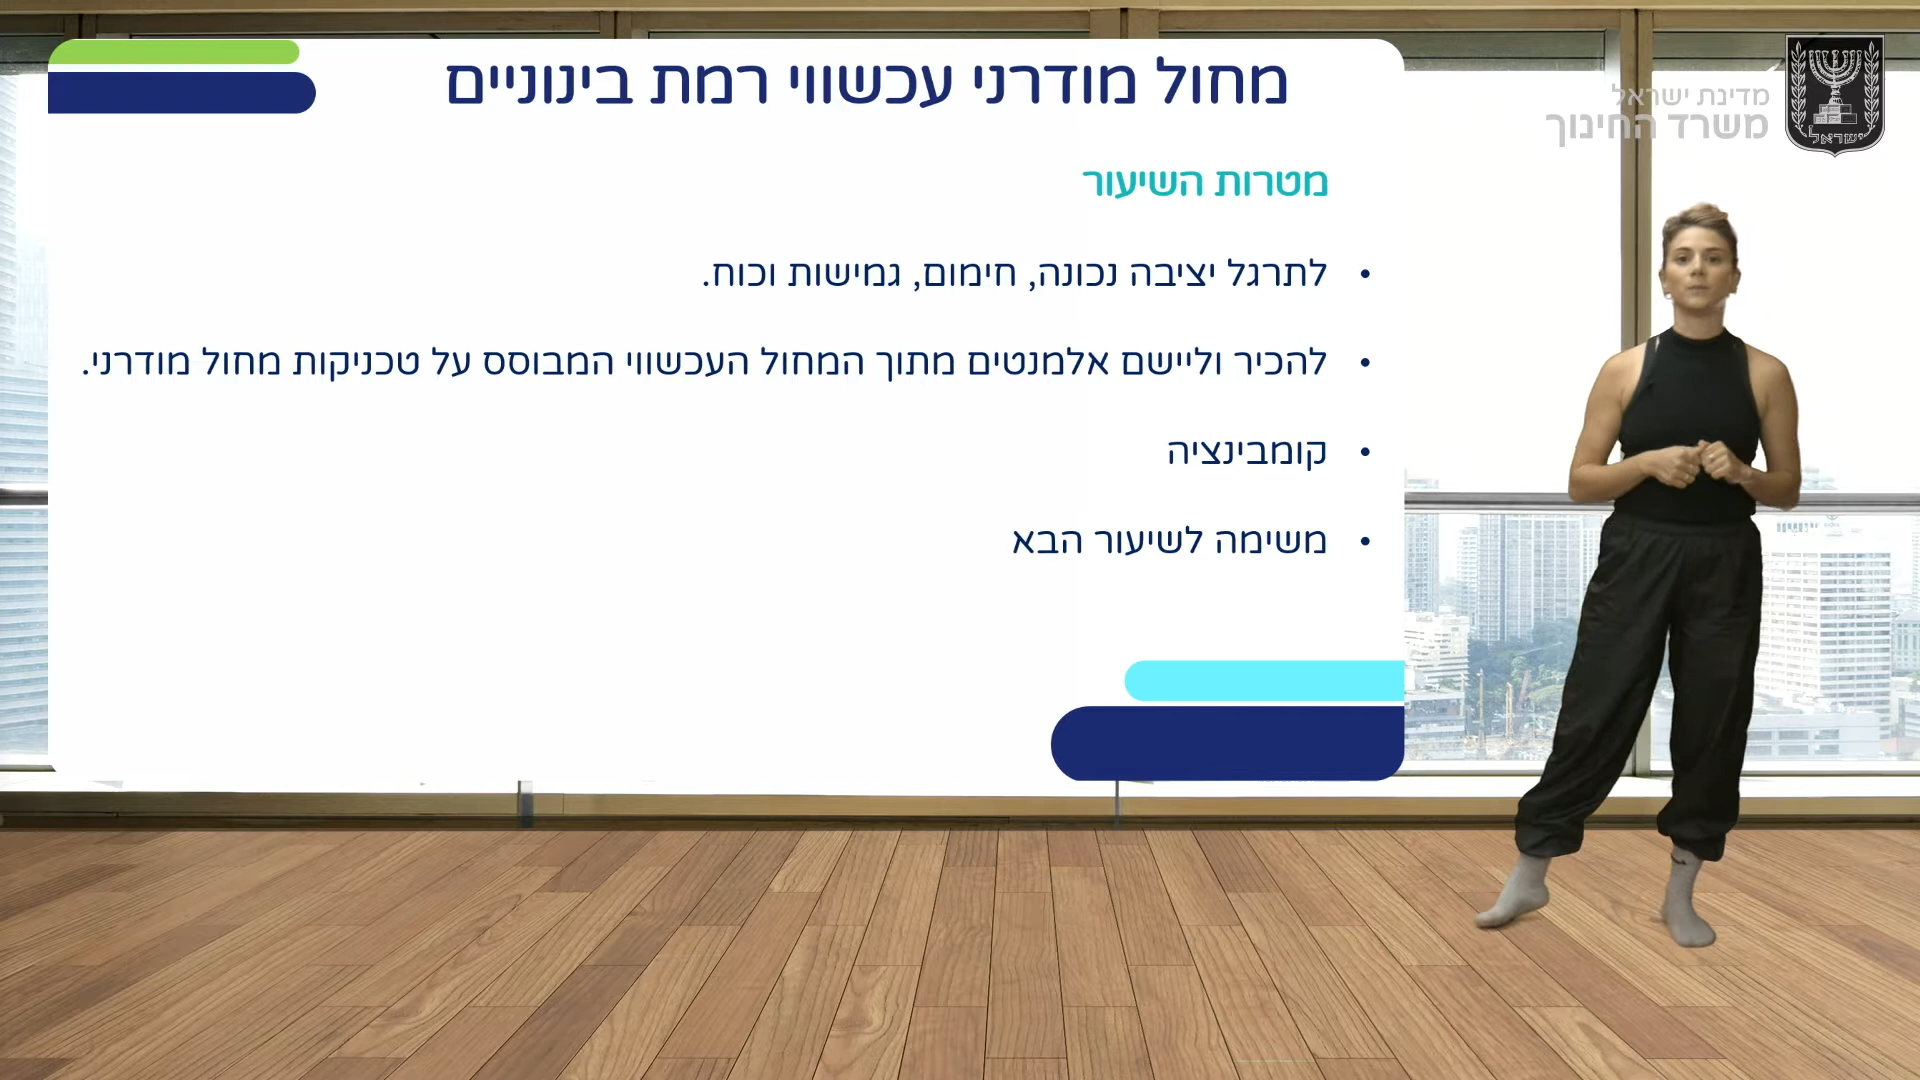 מחול מודרני עכשווי רמת בינוניים
מדינת ישראל
משרד החינוך
ישראל
מטרות השיעור
• לתרגל יציבה נכונה, חימום, גמישות וכוח.
• להכיר וליישם אלמנטים מתוך המחול העכשווי המבוסס על טכניקות מחול מודרני.
• קומבינציה
• משימה לשיעור הבא